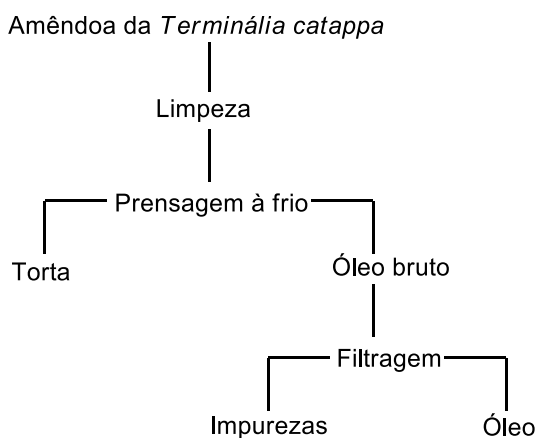 Amêndoa da Terminália catappa
Limpeza
Prensagem à frio
Torta
Óleo bruto
Filtragem
Impurezas
Óleo